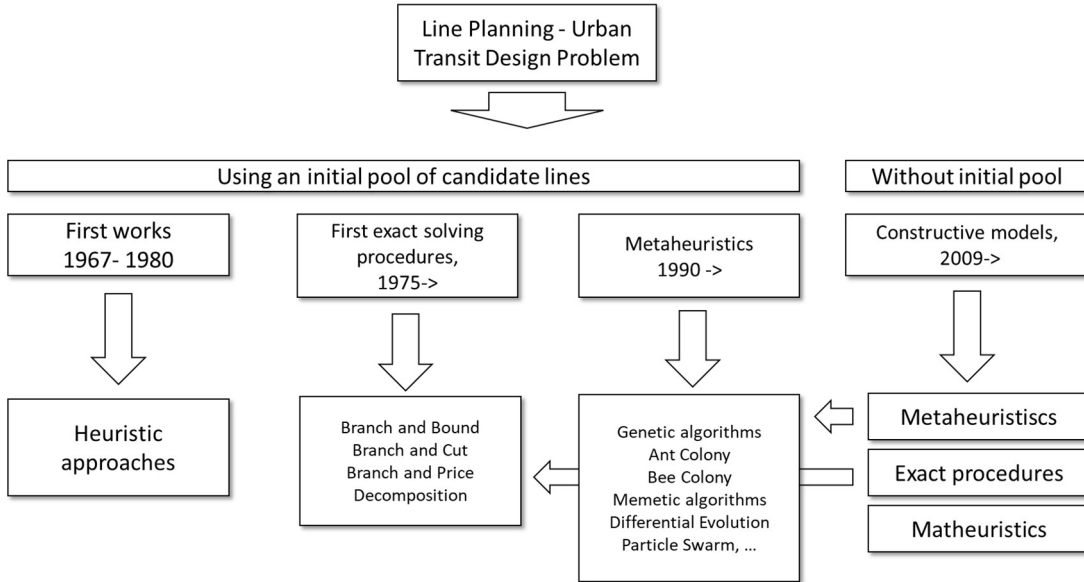 Line Planning - Urban
Transit Design Problem
Using an initial pool of candidate lines
Without initial pool
First works
1967- 1980
First exact solving
procedures,
1975->
Metaheuristics
1990 ->
Constructive models,
2009->
Heuristic
approaches
Branch and Bound
Branch and Cut
Branch and Price
Decomposition
Genetic algorithms
Ant Colony
Bee Colony
Memetic algorithms
Differential Evolution
Particle Swarm, ...
Metaheuristiscs
Exact procedures
Matheuristics